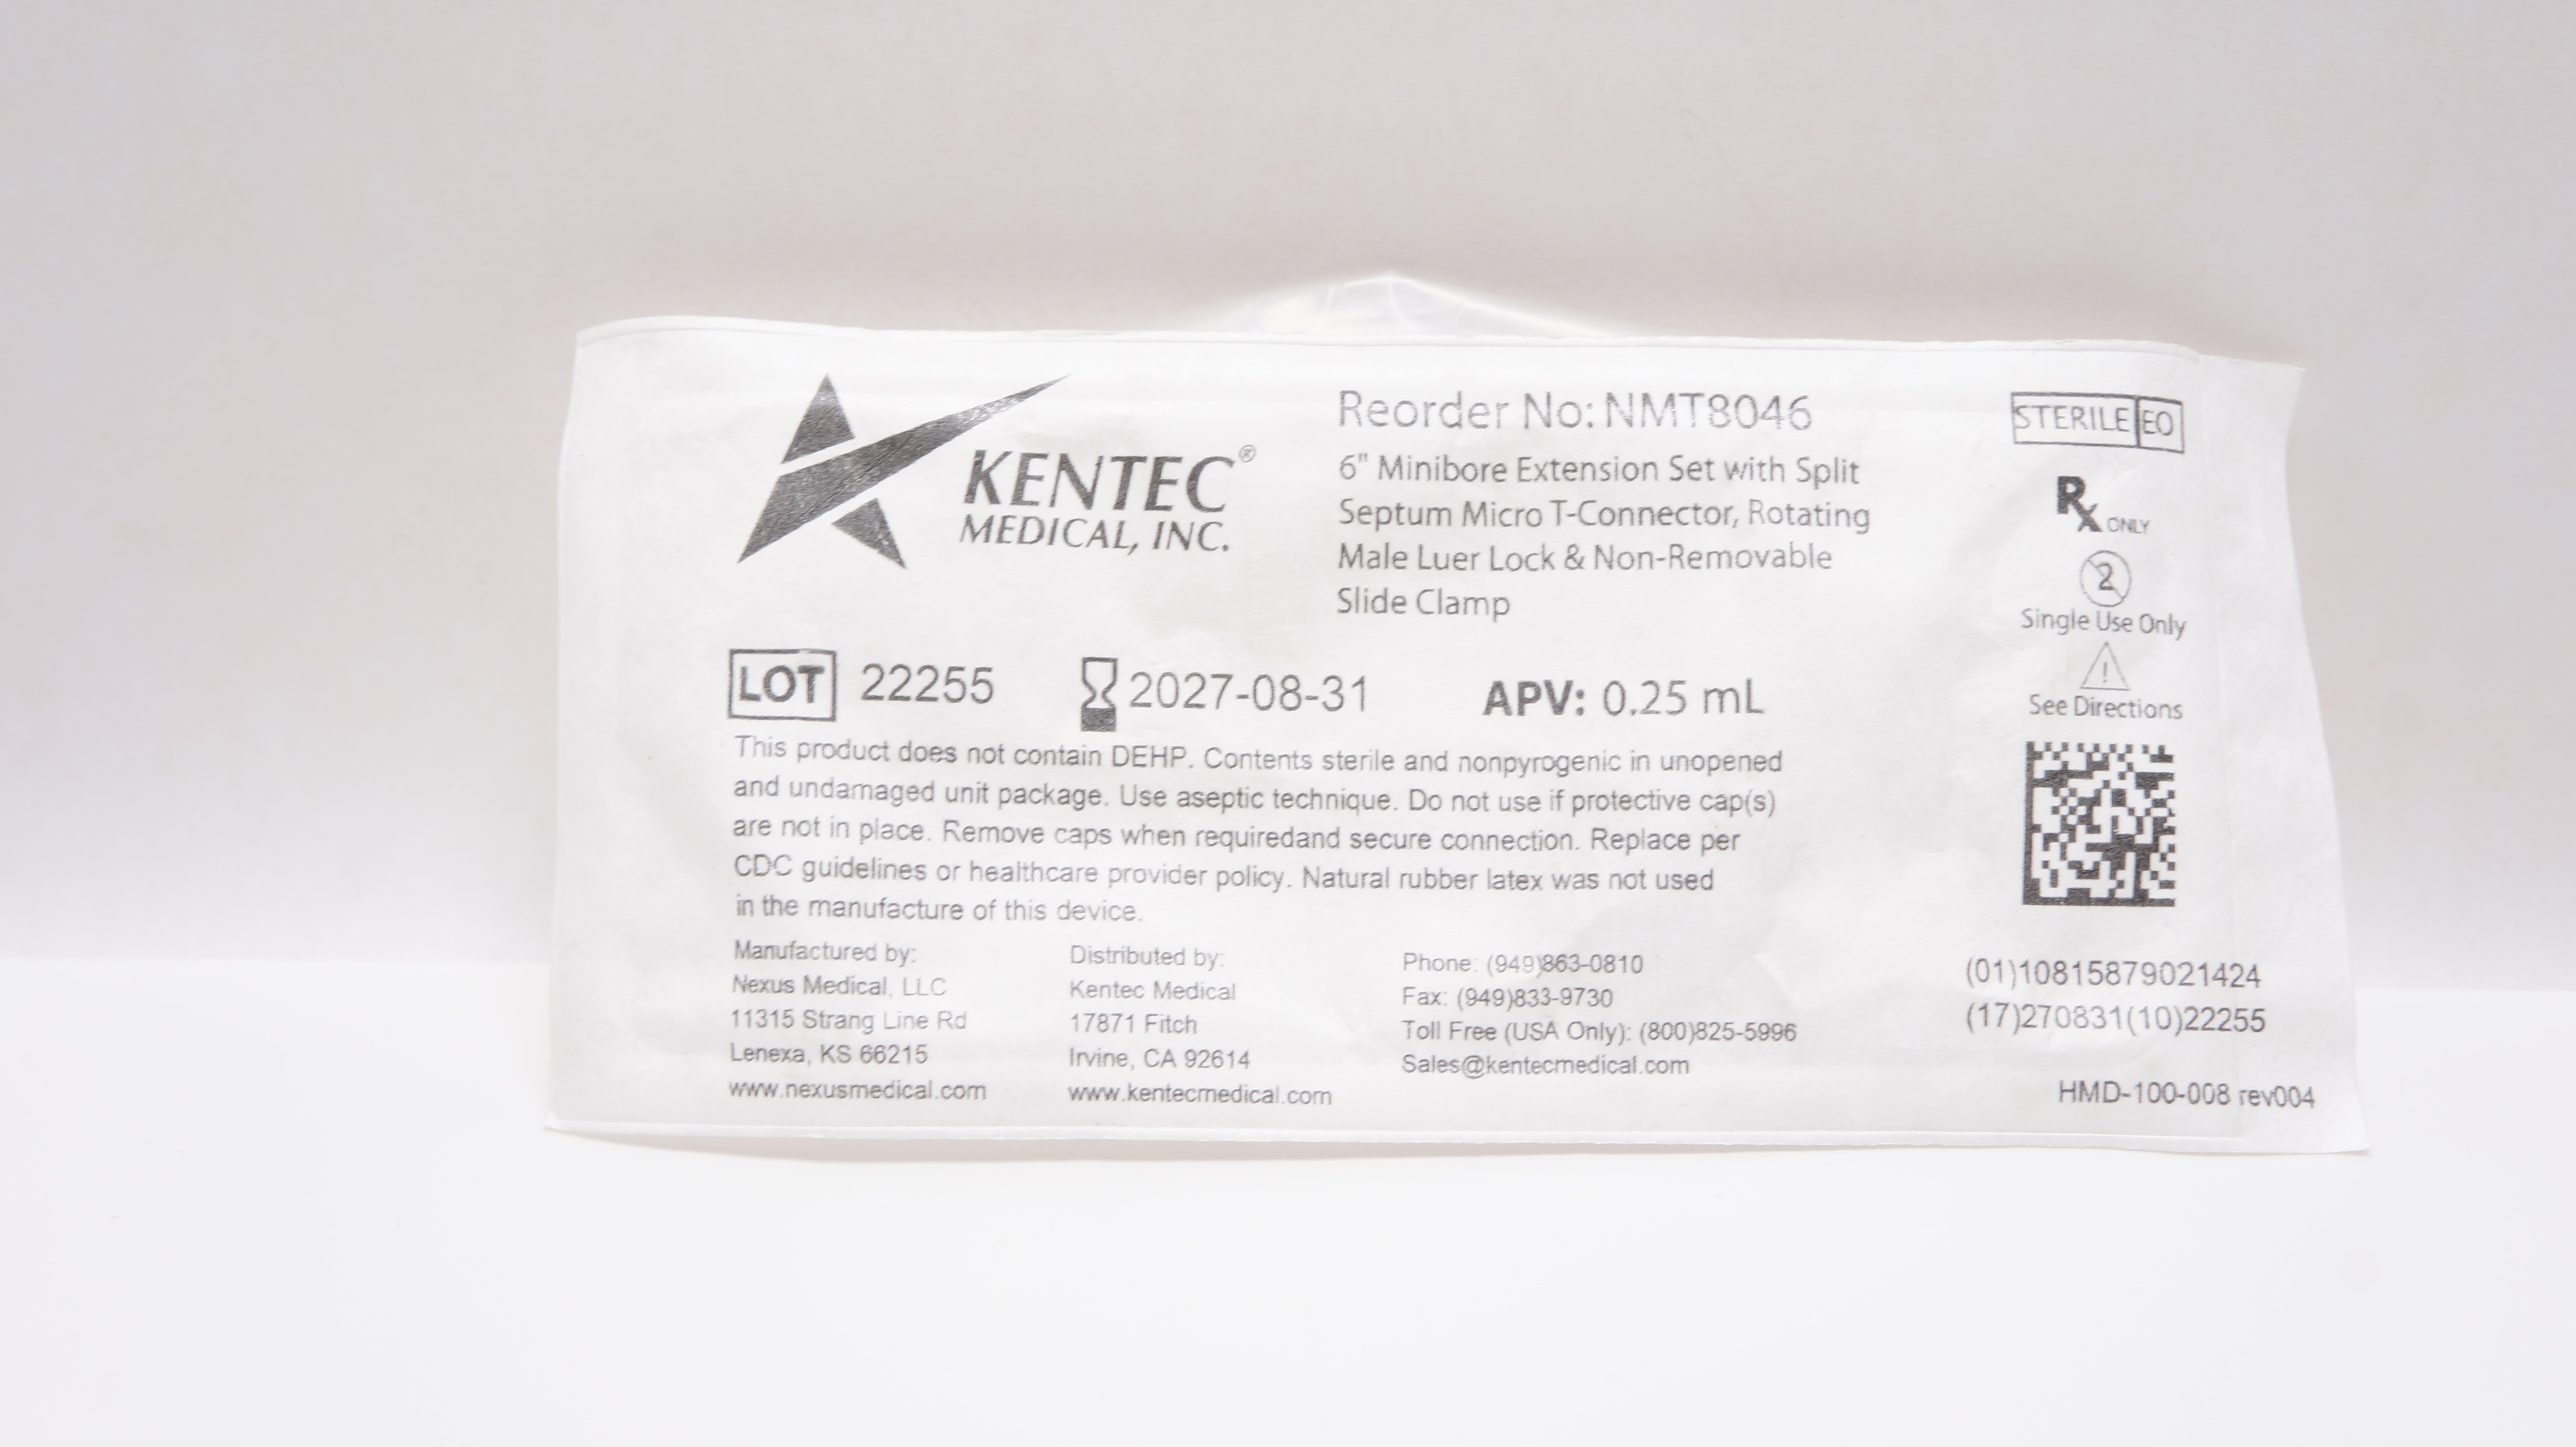 KENTEC®
MEDICAL, INC.
Reorder No: NMT8046
6" Minibore Extension Set with Split
Septum Micro T-Connector, Rotating
Male Luer Lock & Non-Removable
Slide Clamp
STERILE EO
Rx ONLY
2
Single Use Only
!
See Directions
LOT 22255
2027-08-31
APV: 0.25 mL
This product does not contain DEHP. Contents sterile and nonpyrogenic in unopened
and undamaged unit package. Use aseptic technique. Do not use if protective cap(s)
are not in place. Remove caps when requiredand secure connection. Replace per
CDC guidelines or healthcare provider policy. Natural rubber latex was not used
in the manufacture of this device.
Manufactured by:
Nexus Medical, LLC
11315 Strang Line Rd
Lenexa, KS 66215
www.nexusmedical.com
Distributed by:
Kentec Medical
17871 Fitch
Irvine, CA 92614
www.kentecmedical.com
Phone: (949)863-0810
Fax: (949)833-9730
Toll Free (USA Only): (800)825-5996
Sales@kentecmedical.com
(01)10815879021424
(17)270831(10)22255
HMD-100-008 rev004